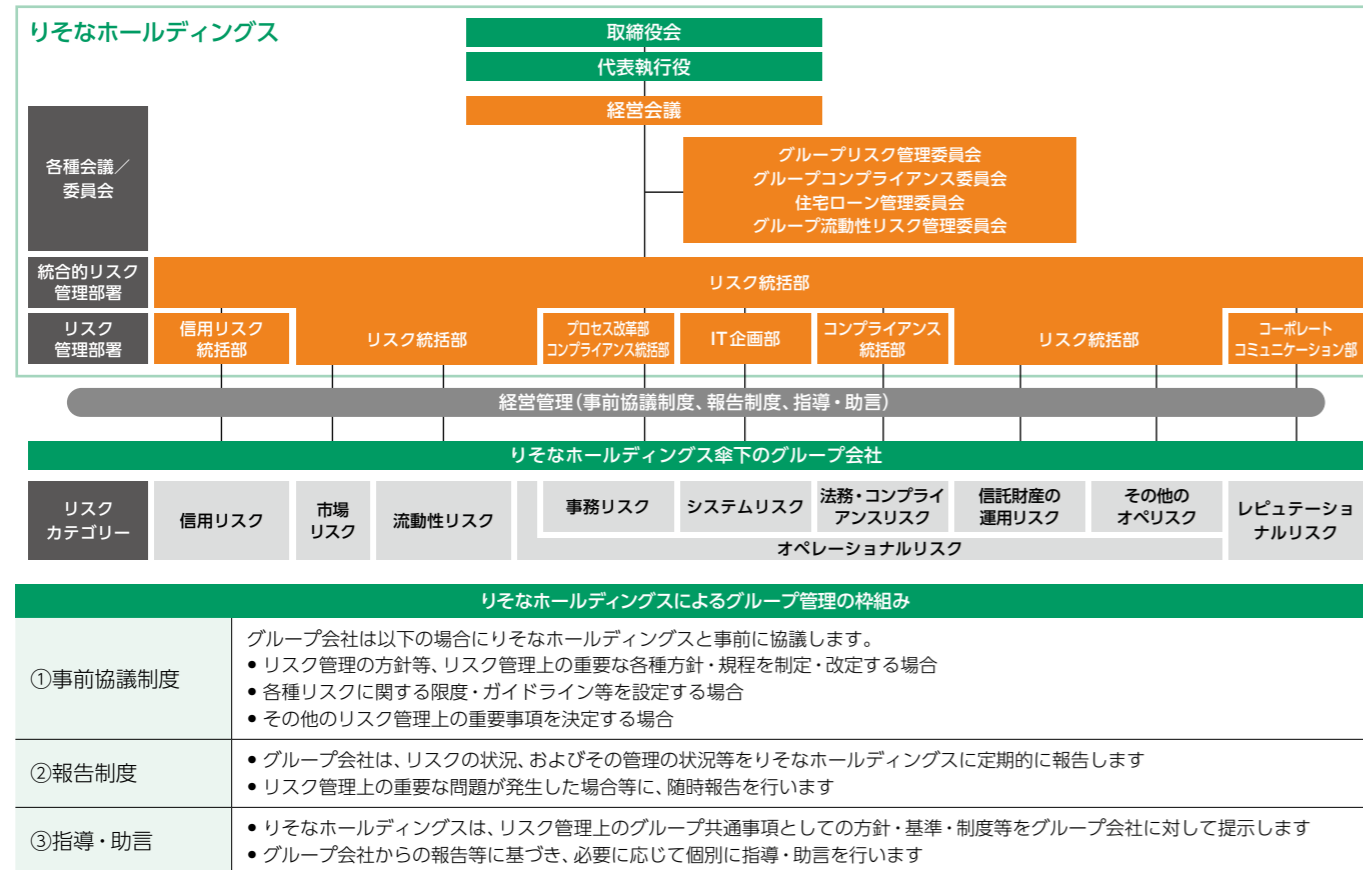 りそなホールディングス
取締役会
代表執行役
経営会議
各種会議／
委員会
グループリスク管理委員会
グループコンプライアンス委員会
住宅ローン管理委員会
グループ流動性リスク管理委員会
統合的リスク
管理部署
リスク統括部
リスク
管理部署
信用リスク
統括部
リスク統括部
プロセス改革部
コンプライアンス統括部
IT企画部
コンプライアンス
統括部
リスク統括部
コーポレート
コミュニケーション部
経営管理（事前協議制度、報告制度、指導・助言）
りそなホールディングス傘下のグループ会社
リスク
カテゴリー
信用リスク
市場
リスク
流動性リスク
事務リスク
システムリスク
法務・コンプライ
アンスリスク
信託財産の
運用リスク
その他の
オペリスク
オペレーショナルリスク
レピュテーショ
ナルリスク
りそなホールディングスによるグループ管理の枠組み
①事前協議制度
グループ会社は以下の場合にりそなホールディングスと事前に協議します。
● リスク管理の方針等、リスク管理上の重要な各種方針・規程を制定・改定する場合
● 各種リスクに関する限度・ガイドライン等を設定する場合
● その他のリスク管理上の重要事項を決定する場合
②報告制度
● グループ会社は、リスクの状況、およびその管理の状況等をりそなホールディングスに定期的に報告します
● リスク管理上の重要な問題が発生した場合等に、随時報告を行います
③指導・助言
● りそなホールディングスは、リスク管理上のグループ共通事項としての方針・基準・制度等をグループ会社に対して提示します
● グループ会社からの報告等に基づき、必要に応じて個別に指導・助言を行います